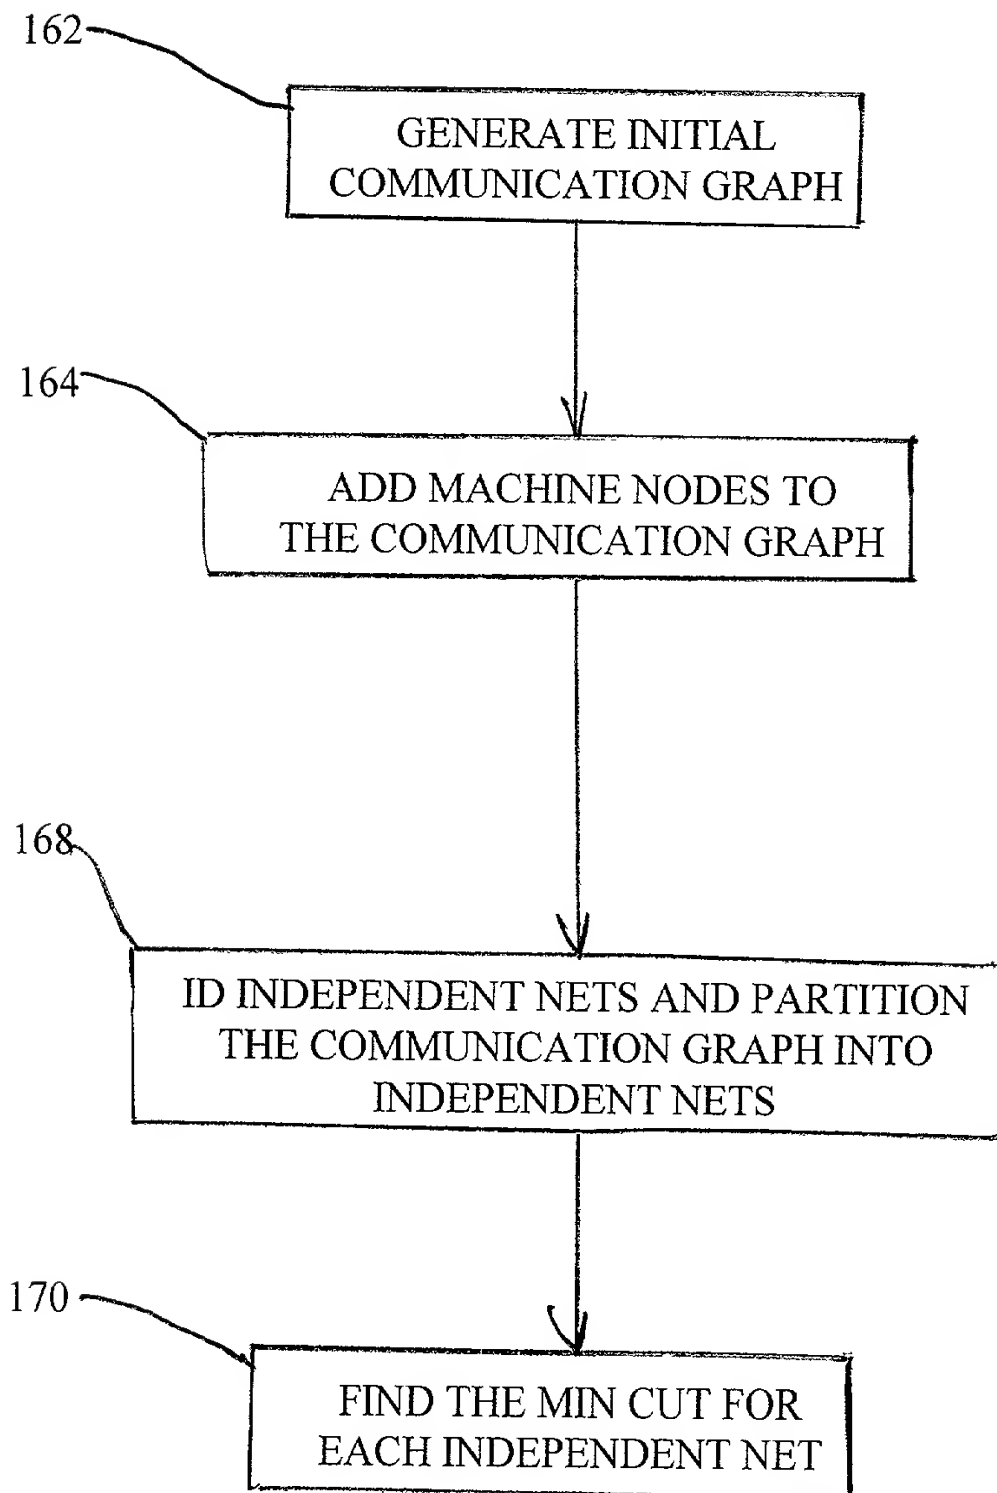 162
GENERATE INITIAL
COMMUNICATION GRAPH
164
ADD MACHINE NODES TO
THE COMMUNICATION GRAPH
168
ID INDEPENDENT NETS AND PARTITION
THE COMMUNICATION GRAPH INTO
INDEPENDENT NETS
170
FIND THE MIN CUT FOR
EACH INDEPENDENT NET